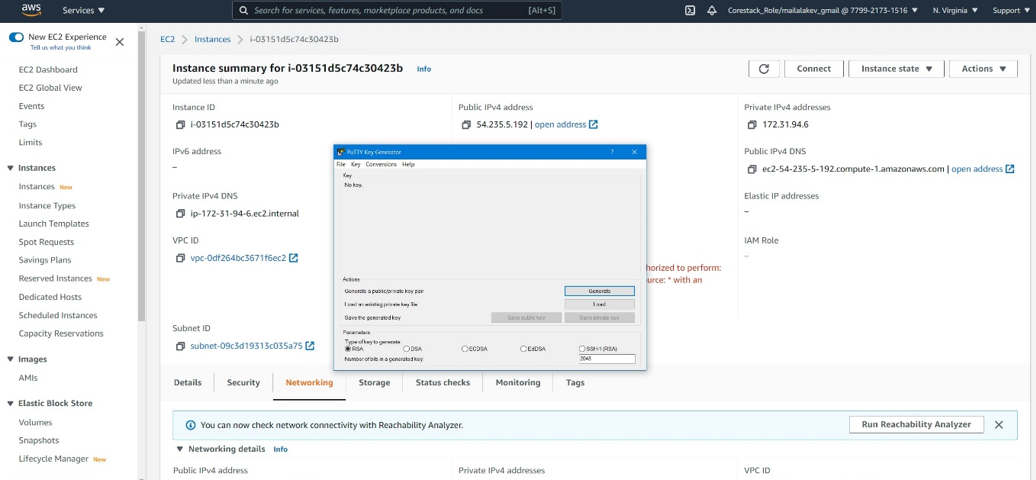 aws
Services ▼
Search for services, features, marketplace products, and docs
[Alt+S]
Corestack_Role/mailalakev_gmail @ 7799-2173-1516 ▼
N. Virginia ▼
Support ▼
New EC2 Experience
Tell us what you think
EC2 Dashboard
EC2 Global View
Events
Tags
Limits
Instances
Instances New
Instance Types
Launch Templates
Spot Requests
Savings Plans
Reserved Instances New
Dedicated Hosts
Scheduled Instances
Capacity Reservations
Images
AMIs
Elastic Block Store
Volumes
Snapshots
Lifecycle Manager New
EC2 > Instances > i-03151d5c74c30423b
Instance summary for i-03151d5c74c30423b Info
Updated less than a minute ago
Connect
Instance state ▼
Actions ▼
Instance ID
i-03151d5c74c30423b
Public IPv4 address
54.235.5.192 | open address
Private IPv4 addresses
172.31.94.6
IPv6 address
–
Public IPv4 DNS
ec2-54-235-5-192.compute-1.amazonaws.com | open address
Private IPv4 DNS
ip-172-31-94-6.ec2.internal
Elastic IP addresses
–
VPC ID
vpc-0df264bc3671f6ec2
IAM Role
–
horized to perform:
urce: * with an
Subnet ID
subnet-09c3d19313c035a75
PuTTY Key Generator
File Key Conversions Help
Key
No key.
Actions
Generate a public/private key pair
Generate
Load an existing private key file
Load
Save the generated key
Save public key
Save private key
Parameters
Type of key to generate:
RSA
DSA
ECDSA
EdDSA
SSH-1 (RSA)
Number of bits in a generated key:
2048
Details
Security
Networking
Storage
Status checks
Monitoring
Tags
You can now check network connectivity with Reachability Analyzer.
Run Reachability Analyzer
Networking details Info
Public IPv4 address
Private IPv4 addresses
VPC ID